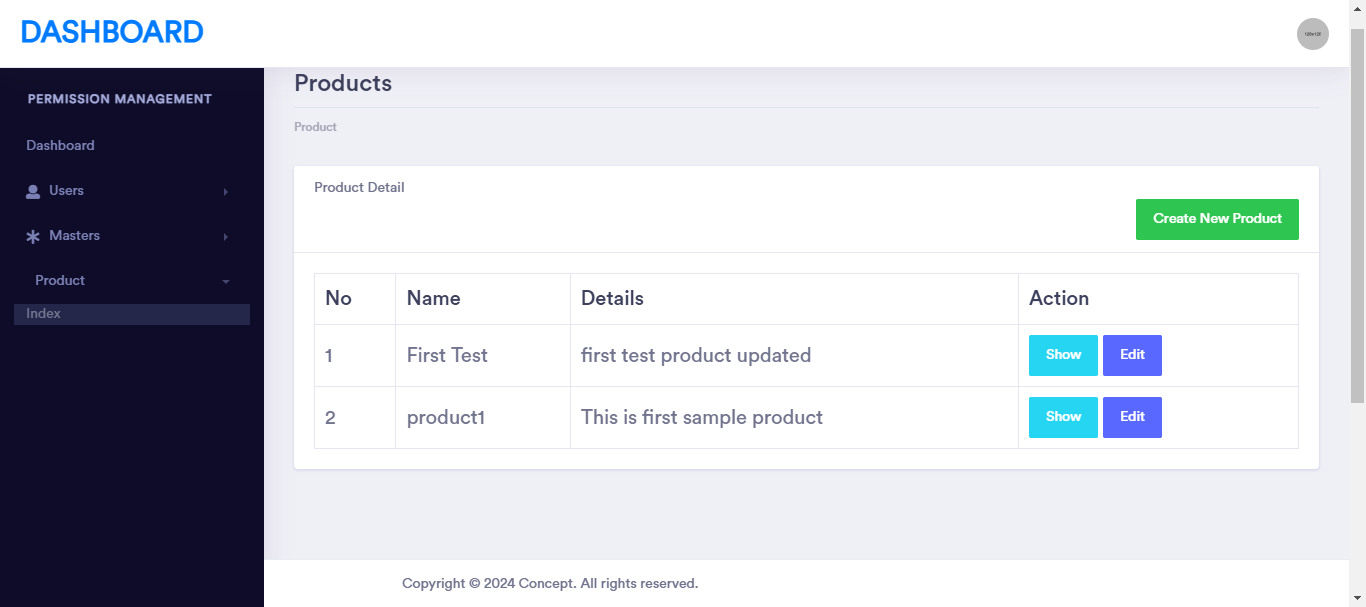 DASHBOARD
PERMISSION MANAGEMENT
Dashboard
Users
Masters
Product
Index
Products
Product
Product Detail
Create New Product
No Name Details Action
1 First Test first test product updated Show Edit
2 product1 This is first sample product Show Edit
Copyright © 2024 Concept. All rights reserved.